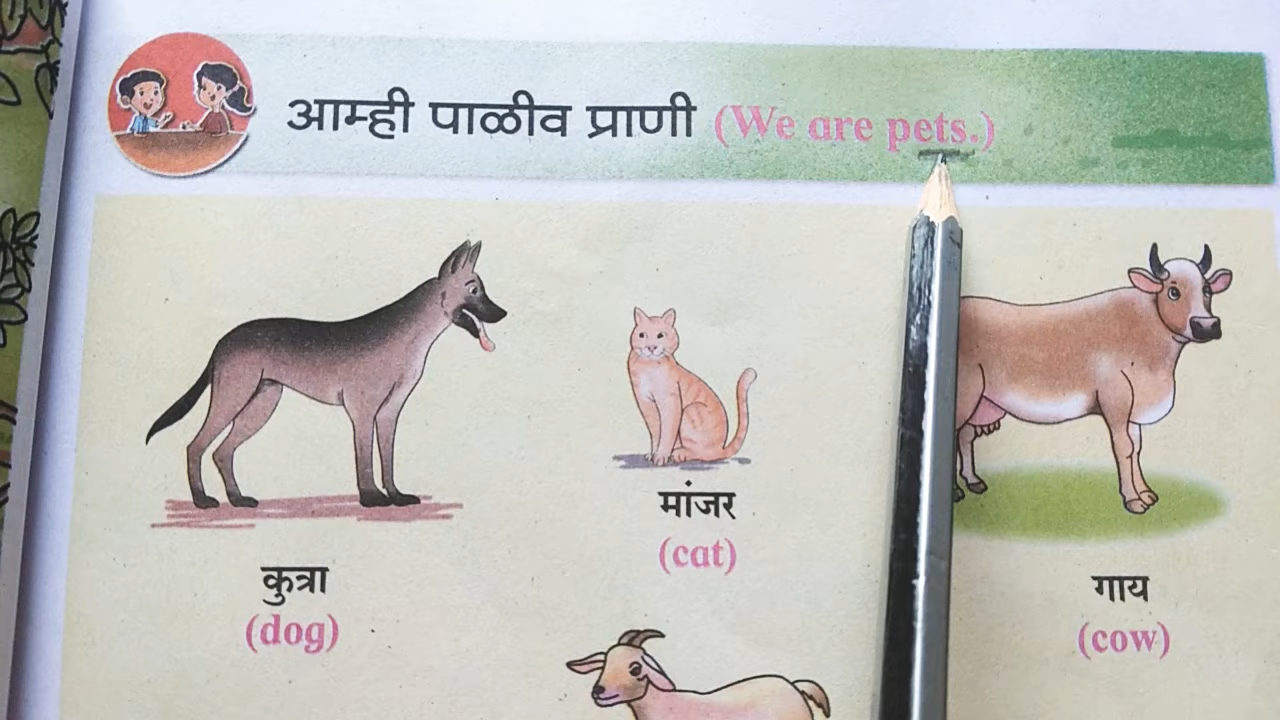 आम्ही पाळीव प्राणी (We are pets.)
मांजर
(cat)
कुत्रा
(dog)
गाय
(cow)